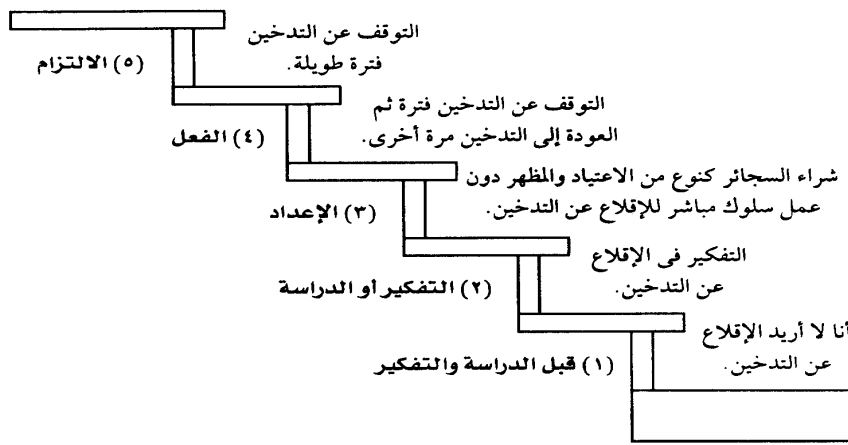 التوقف عن التدخين
فترة طويلة.
(٥) الالتزام
التوقف عن التدخين فترة ثم
العودة إلى التدخين مرة أخرى.
(٤) الفعل
شراء السجائر كنوع من الاعتياد والمظهر دون
عمل سلوك مباشر للإقلاع عن التدخين.
(٣) الإعداد
التفكير فى الإقلاع
عن التدخين.
(٢) التفكير أو الدراسة
أنا لا أريد الإقلاع
عن التدخين.
(١) قبل الدراسة والتفكير